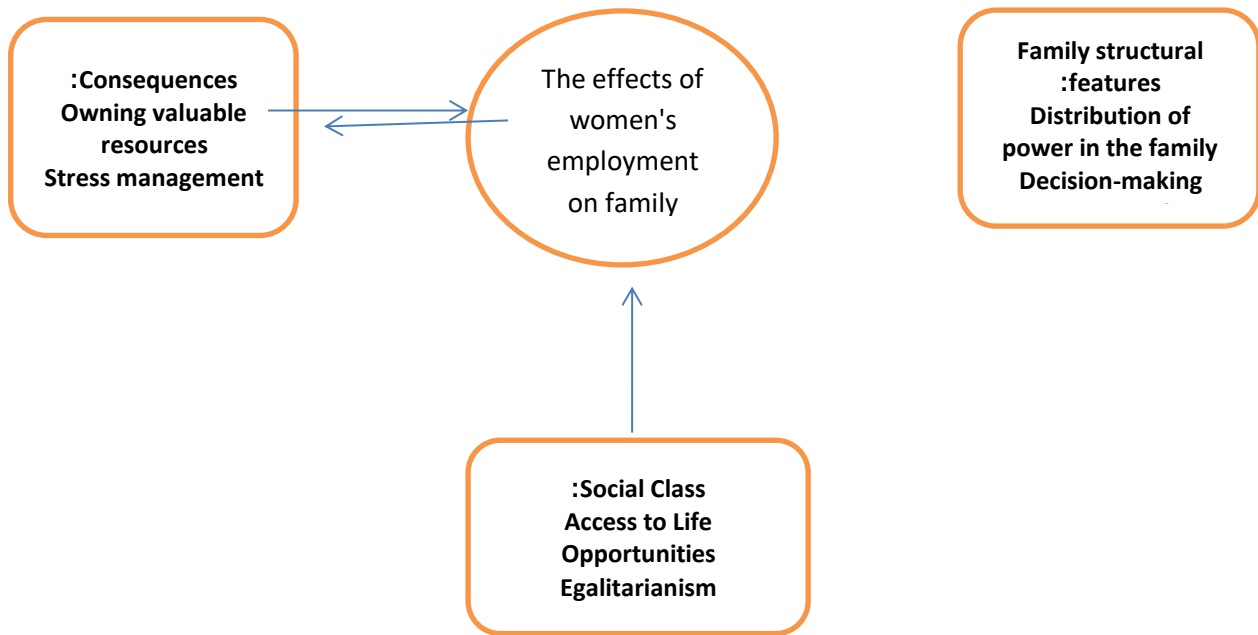 :Consequences
Owning valuable
resources
Stress management
The effects of
women's
employment
on family
Family structural
:features
Distribution of
power in the family
Decision-making
:Social Class
Access to Life
Opportunities
Egalitarianism